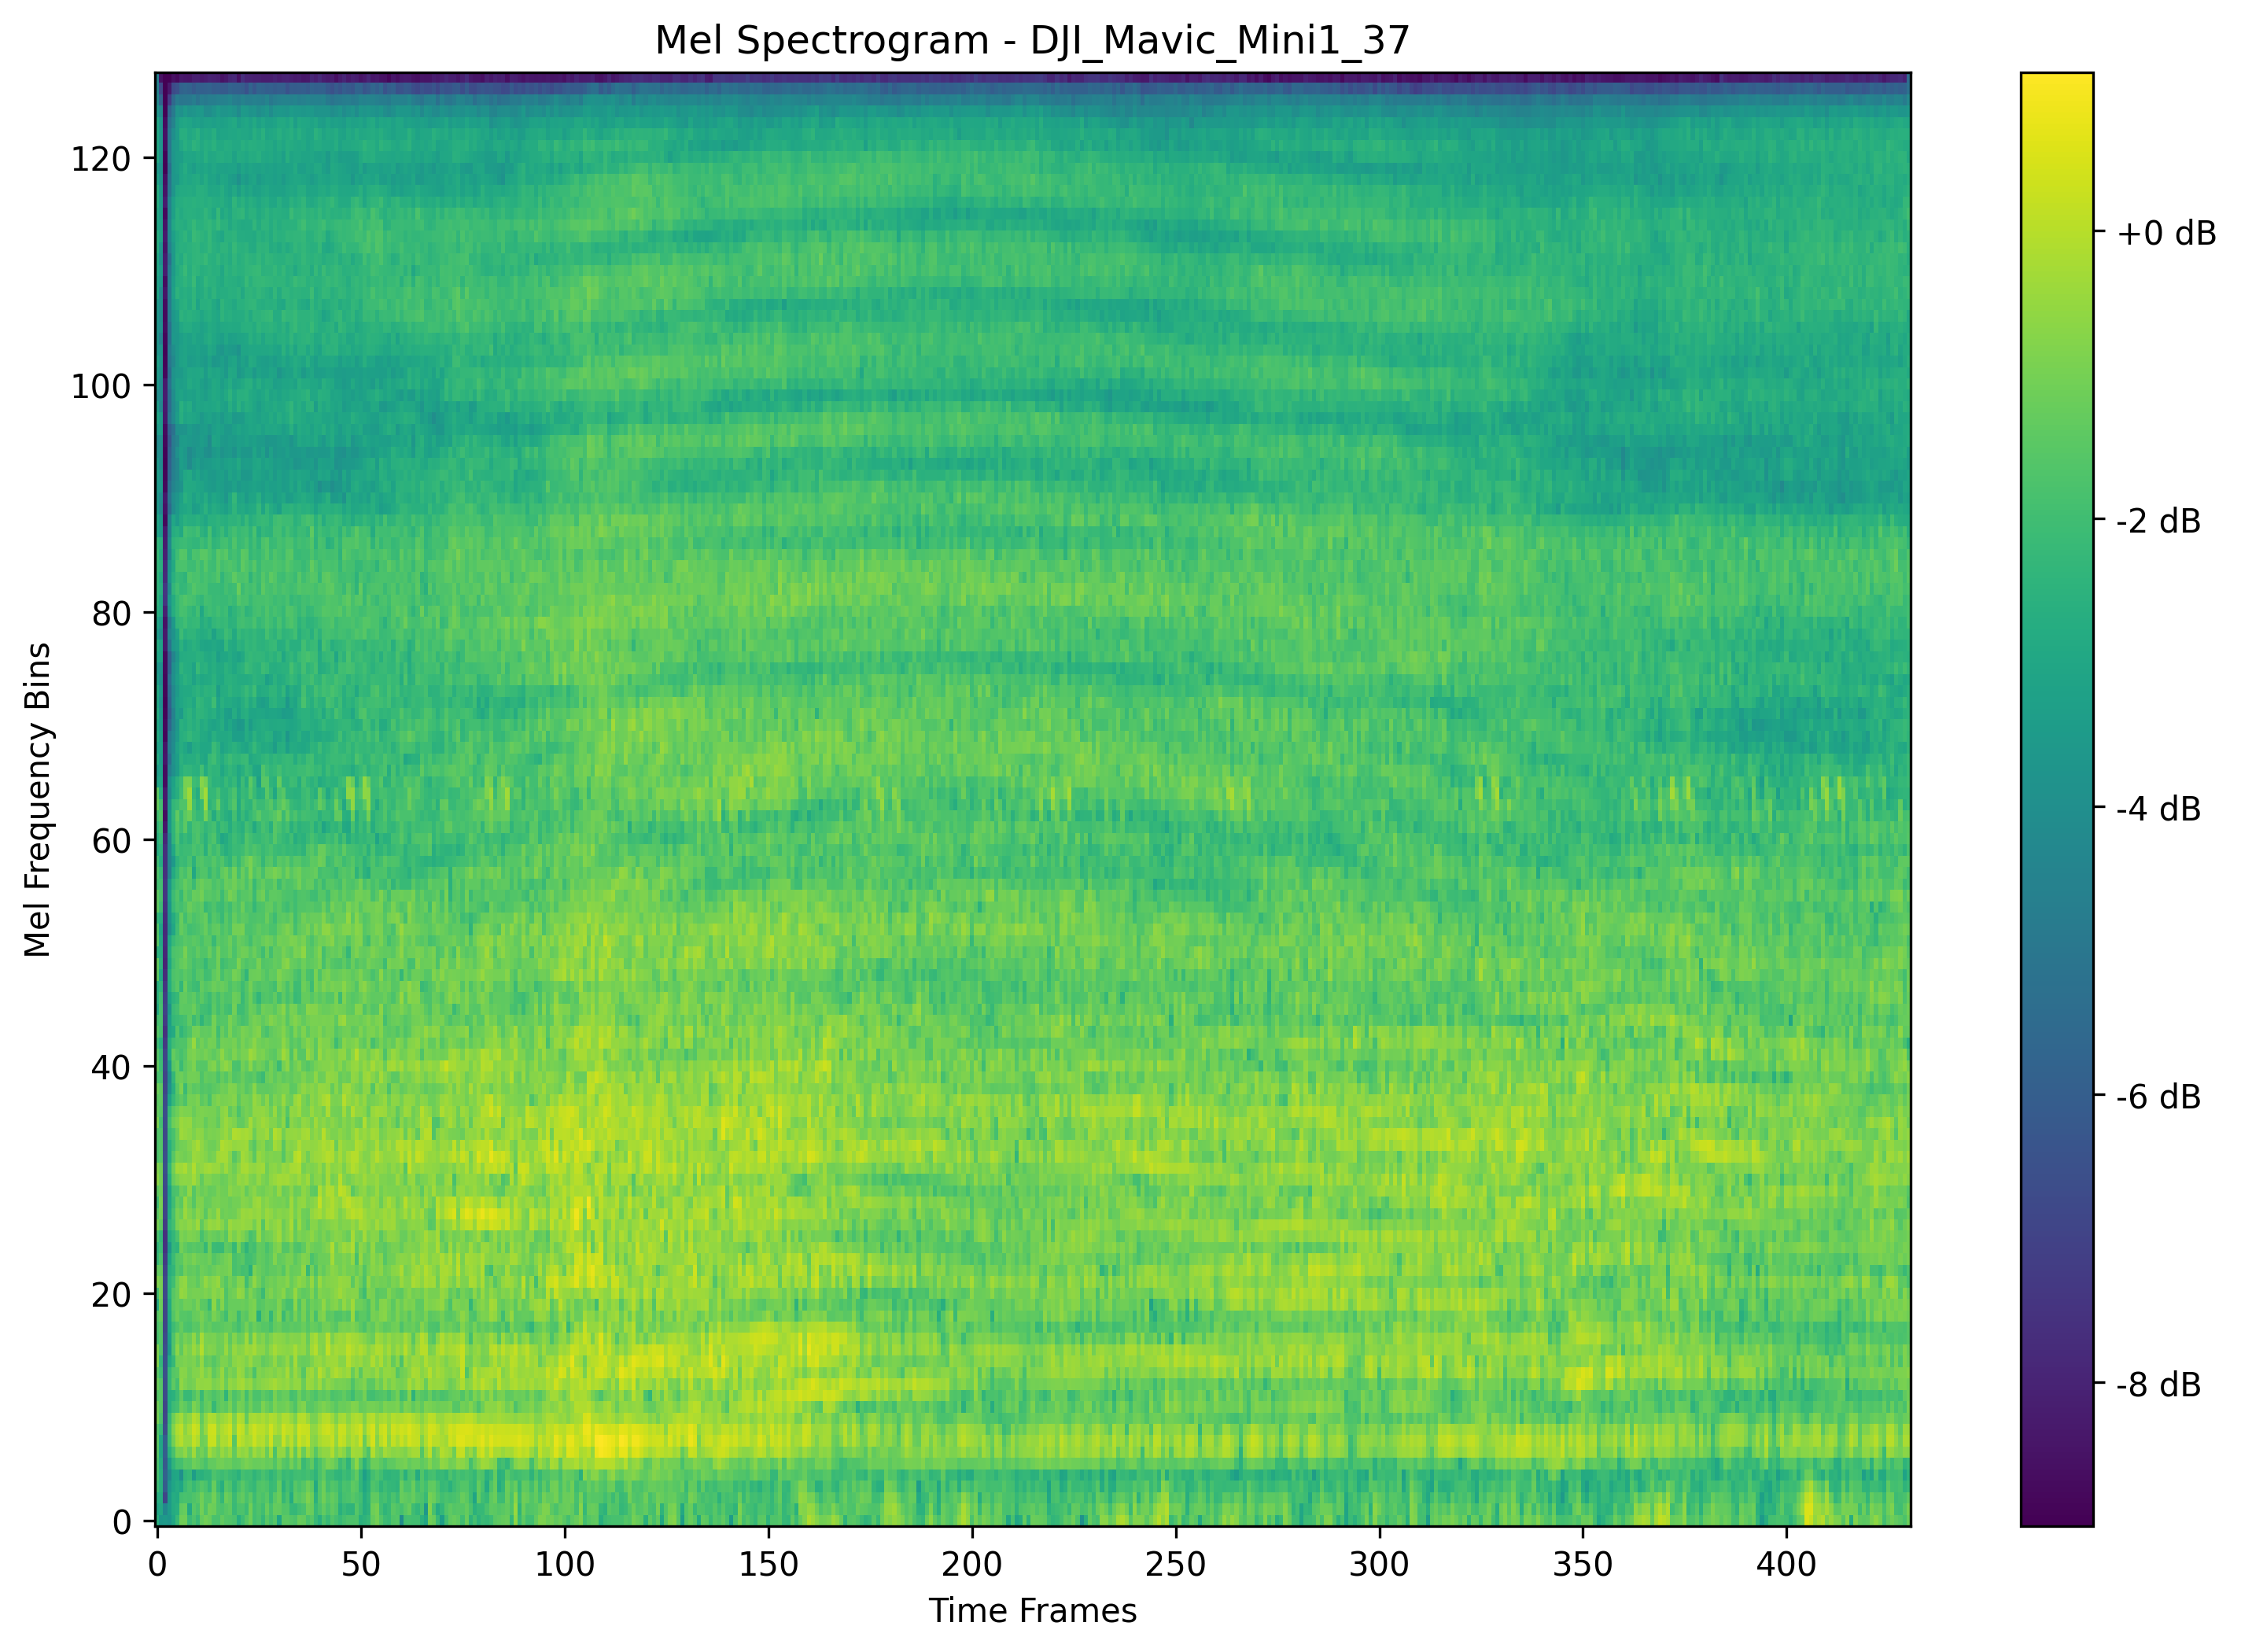 Mel Spectrogram - DJI_Mavic_Mini1_37
Mel Frequency Bins
120
100
80
60
40
20
0
0 50 100 150 200 250 300 350 400
Time Frames
+0 dB
-2 dB
-4 dB
-6 dB
-8 dB